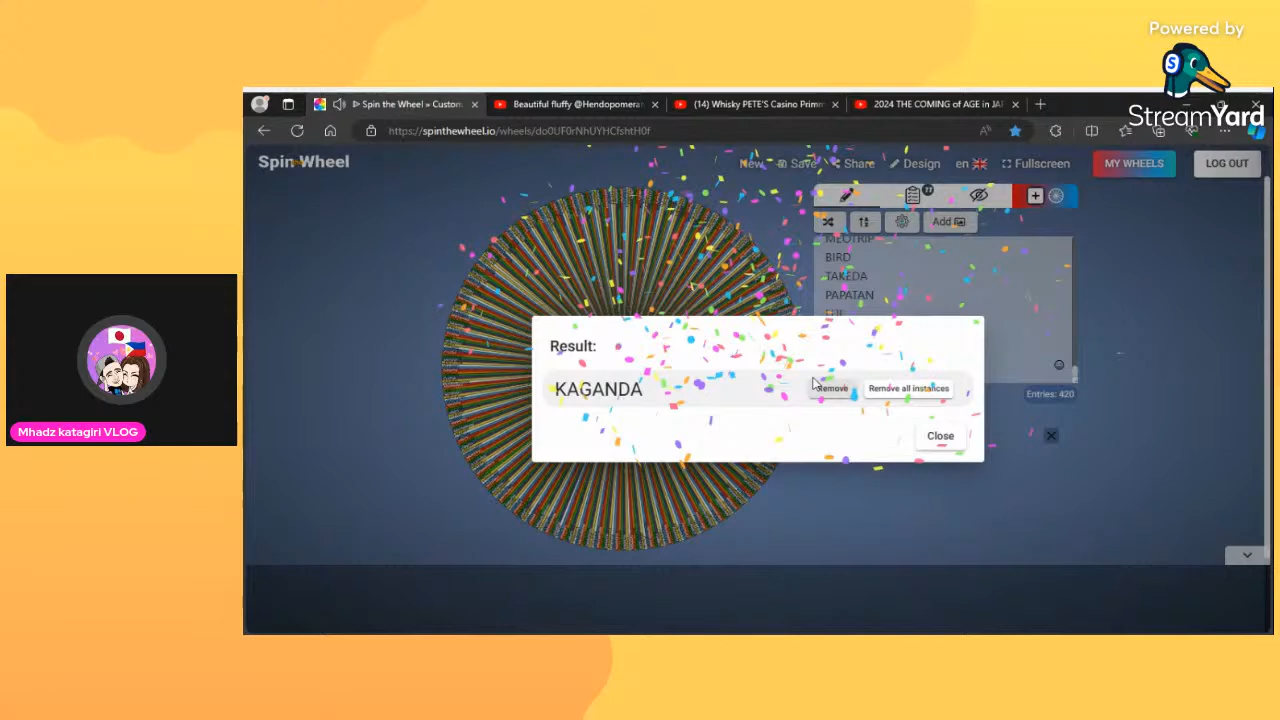 Powered by
StreamYard
Spin the Wheel » Custom
Beautiful fluffy @Hendopomeran
(14) Whisky PETE'S Casino Primm
2024 THE COMING of AGE in JAP
https://spinthewheel.io/wheels/do0UF0rNhUYHCfshtH0f
Spin Wheel
New
Save
Share
Design
en
Fullscreen
MY WHEELS
LOG OUT
Add
BIRD
TAKEDA
PAPATAN
Result:
KAGANDA
Remove
Remove all instances
Close
Entries: 420
Mhadz katagiri VLOG